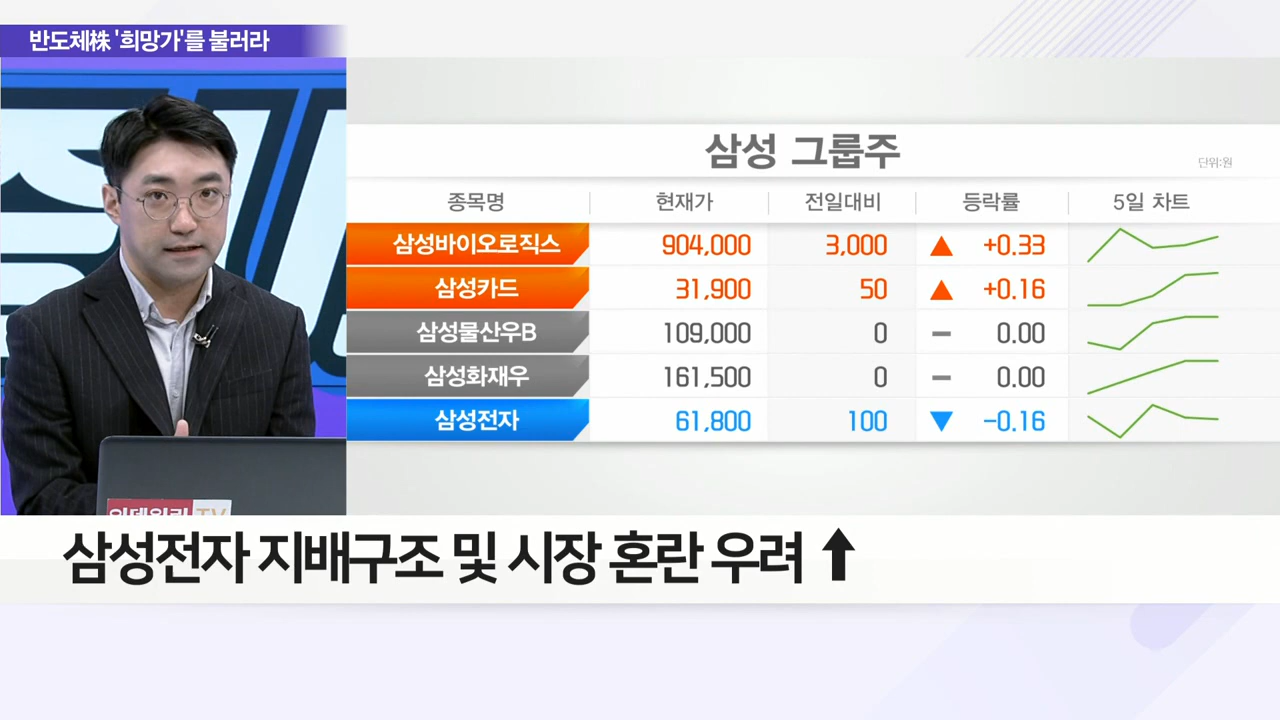 반도체株 '희망가'를 불러라
삼성 그룹주
단위:원
종목명 현재가 전일대비 등락률 5일 차트
삼성바이오로직스 904,000 3,000 ▲ +0.33
삼성카드 31,900 50 ▲ +0.16
삼성물산우B 109,000 0 － 0.00
삼성화재우 161,500 0 － 0.00
삼성전자 61,800 100 ▼ -0.16
이데일리 TV
삼성전자 지배구조 및 시장 혼란 우려 ↑